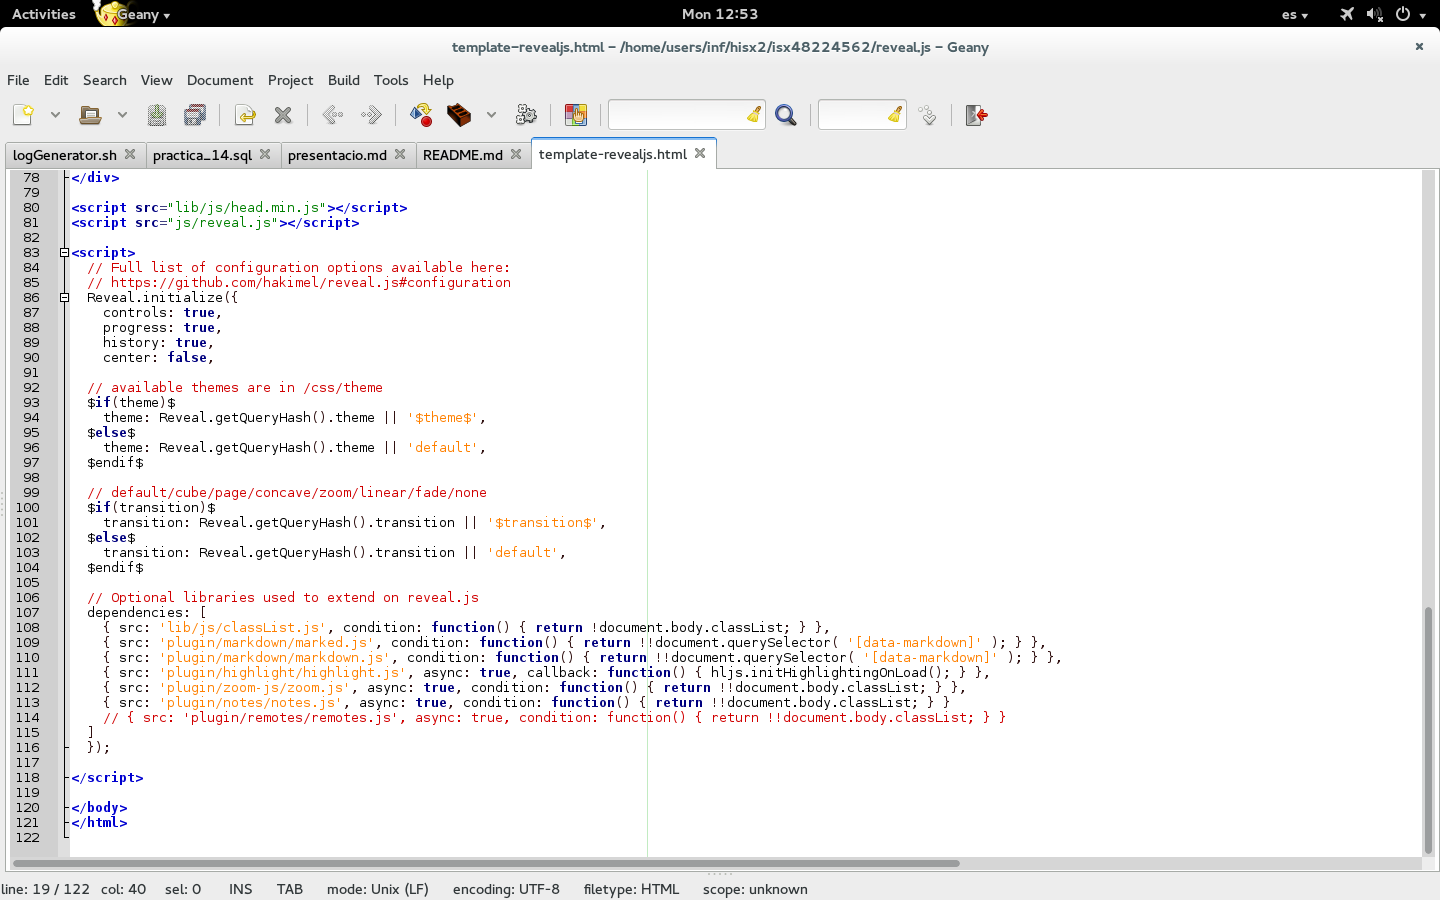 Activities Geany Mon 12:53 es
template-revealjs.html – /home/users/inf/hisx2/isx48224562/reveal.js – Geany
File Edit Search View Document Project Build Tools Help
logGenerator.sh practica_14.sql presentacio.md README.md template-revealjs.html
78 </div>
79
80 <script src="lib/js/head.min.js"></script>
81 <script src="js/reveal.js"></script>
82
83 <script>
84 // Full list of configuration options available here:
85 // https://github.com/hakimel/reveal.js#configuration
86 Reveal.initialize({
87 controls: true,
88 progress: true,
89 history: true,
90 center: false,
91
92 // available themes are in /css/theme
93 $if(theme)$
94 theme: Reveal.getQueryHash().theme || '$theme$',
95 $else$
96 theme: Reveal.getQueryHash().theme || 'default',
97 $endif$
98
99 // default/cube/page/concave/zoom/linear/fade/none
100 $if(transition)$
101 transition: Reveal.getQueryHash().transition || '$transition$',
102 $else$
103 transition: Reveal.getQueryHash().transition || 'default',
104 $endif$
105
106 // Optional libraries used to extend on reveal.js
107 dependencies: [
108 { src: 'lib/js/classList.js', condition: function() { return !document.body.classList; } },
109 { src: 'plugin/markdown/marked.js', condition: function() { return !!document.querySelector( '[data-markdown]' ); } },
110 { src: 'plugin/markdown/markdown.js', condition: function() { return !!document.querySelector( '[data-markdown]' ); } },
111 { src: 'plugin/highlight/highlight.js', async: true, callback: function() { hljs.initHighlightingOnLoad(); } },
112 { src: 'plugin/zoom-js/zoom.js', async: true, condition: function() { return !!document.body.classList; } },
113 { src: 'plugin/notes/notes.js', async: true, condition: function() { return !!document.body.classList; } }
114 // { src: 'plugin/remotes/remotes.js', async: true, condition: function() { return !!document.body.classList; } }
115 ]
116 });
117
118 </script>
119
120 </body>
121 </html>
122
line: 19 / 122 col: 40 sel: 0 INS TAB mode: Unix (LF) encoding: UTF-8 filetype: HTML scope: unknown